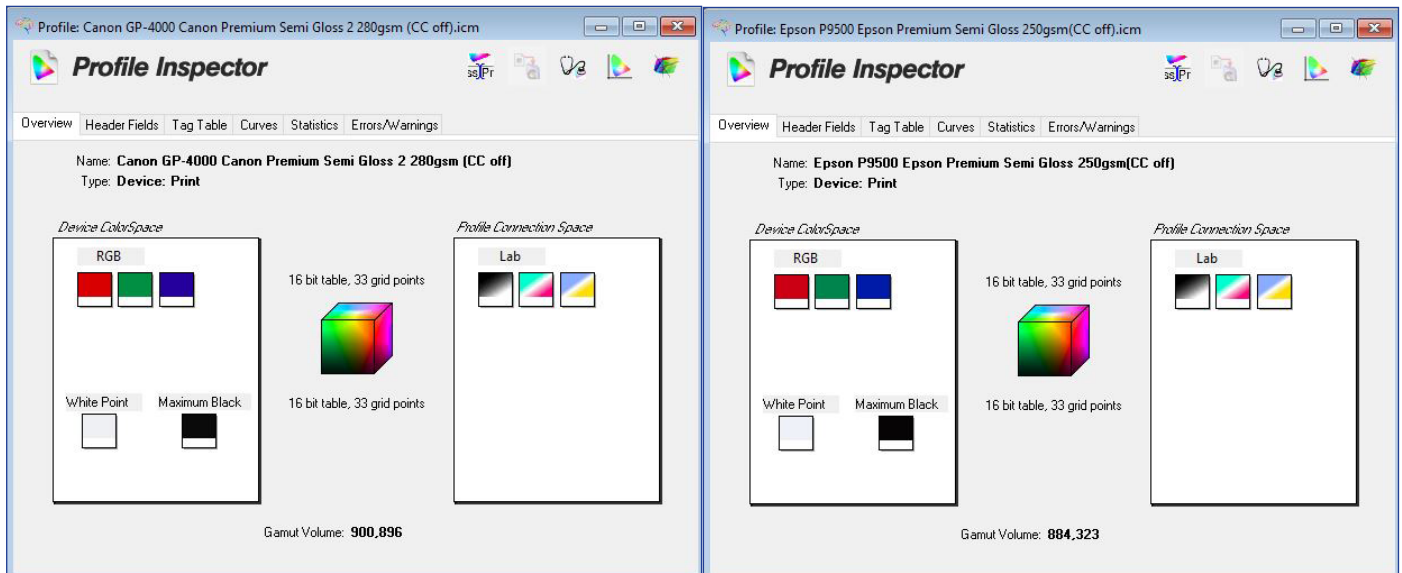 Profile: Canon GP-4000 Canon Premium Semi Gloss 2 280gsm (CC off).icm
Profile Inspector
Overview Header Fields Tag Table Curves Statistics Errors/Warnings
Name: Canon GP-4000 Canon Premium Semi Gloss 2 280gsm (CC off)
Type: Device: Print
Device ColorSpace
Profile Connection Space
RGB
Lab
16 bit table, 33 grid points
White Point Maximum Black
16 bit table, 33 grid points
Gamut Volume: 900,896
Profile: Epson P9500 Epson Premium Semi Gloss 250gsm(CC off).icm
Profile Inspector
Overview Header Fields Tag Table Curves Statistics Errors/Warnings
Name: Epson P9500 Epson Premium Semi Gloss 250gsm(CC off)
Type: Device: Print
Device ColorSpace
Profile Connection Space
RGB
Lab
16 bit table, 33 grid points
White Point Maximum Black
16 bit table, 33 grid points
Gamut Volume: 884,323